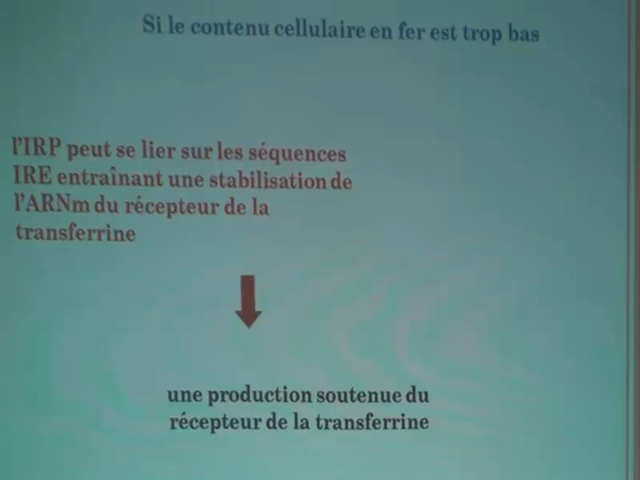 Si le contenu cellulaire en fer est trop bas
l'IRP peut se lier sur les séquences
IRE entraînant une stabilisation de
l'ARNm du récepteur de la
transferrine
une production soutenue du
récepteur de la transferrine